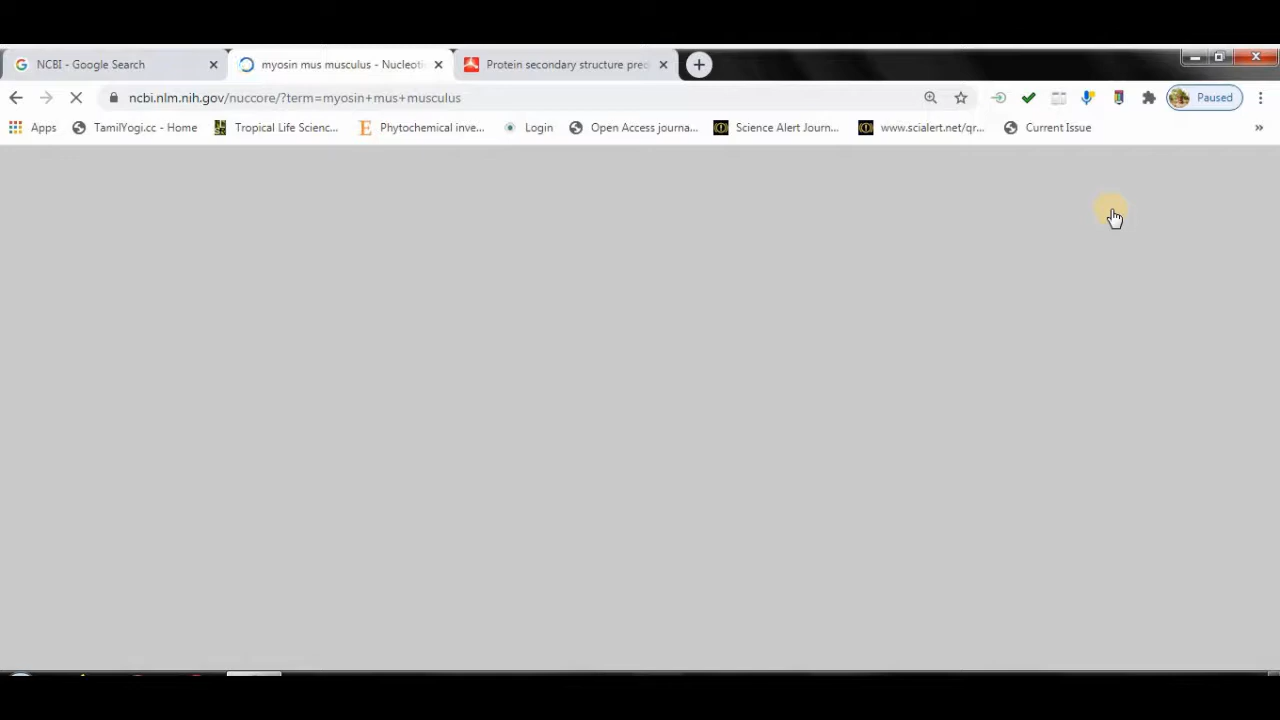 NCBI - Google Search
myosin mus musculus - Nucleoti
Protein secondary structure pred
ncbi.nlm.nih.gov/nuccore/?term=myosin+mus+musculus
Paused
Apps
TamilYogi.cc - Home
Tropical Life Scienc...
Phytochemical inve...
Login
Open Access journa...
Science Alert Journ...
www.scialert.net/qr...
Current Issue
»